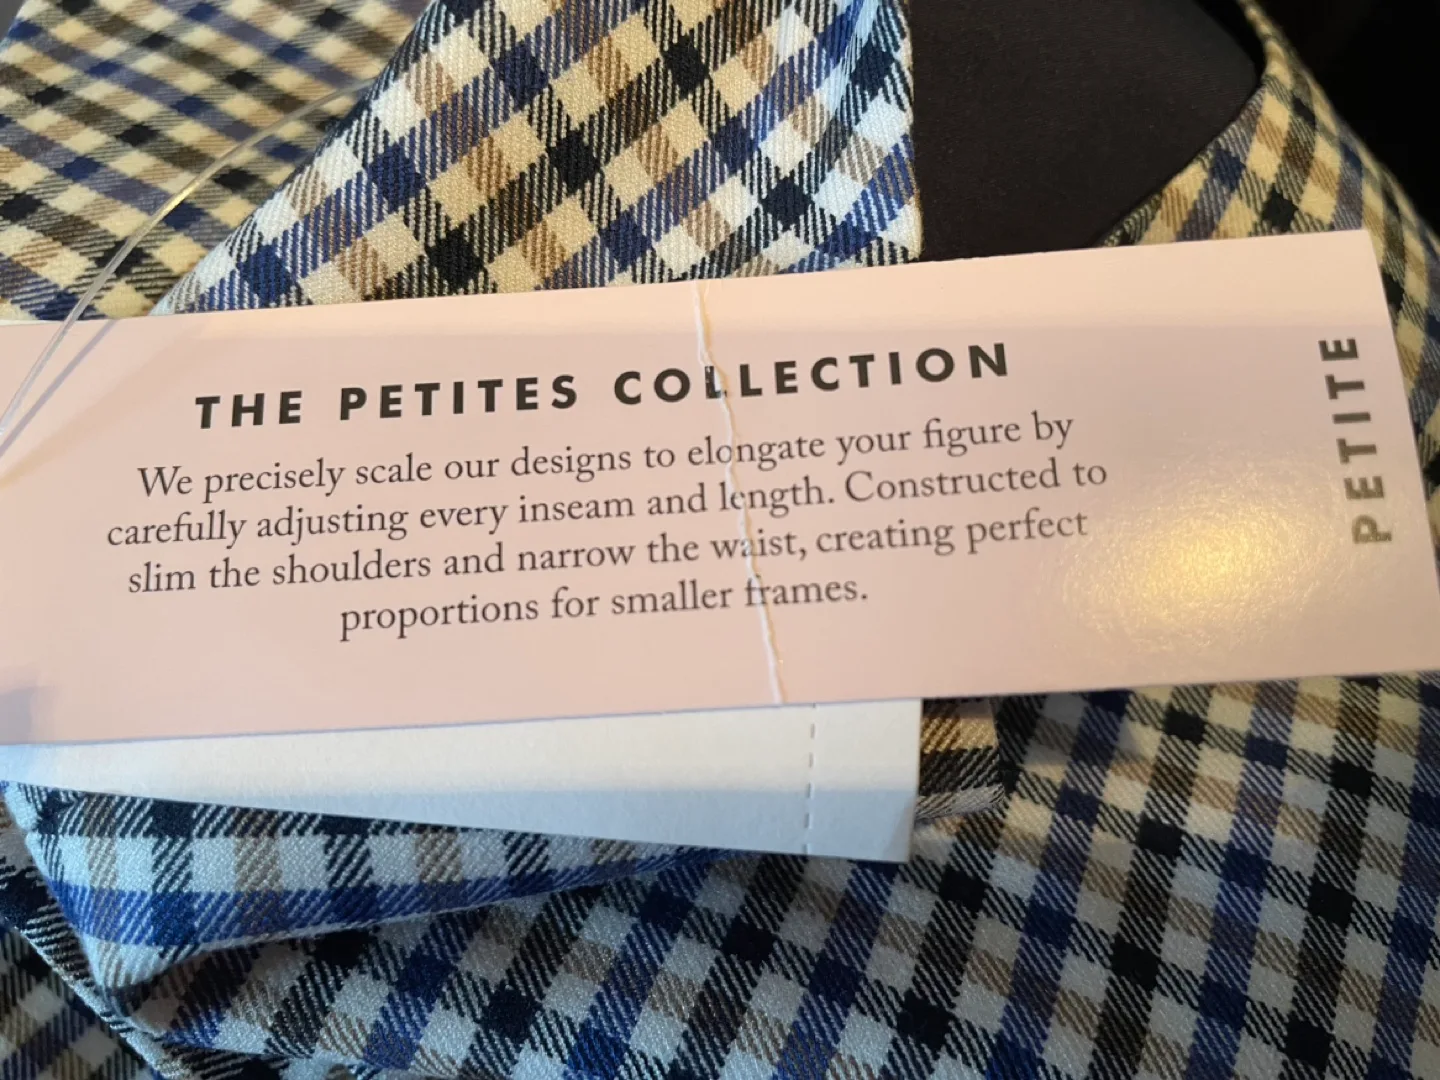 THE PETITES COLLECTION
We precisely scale our designs to elongate your figure by
carefully adjusting every inseam and length. Constructed to
slim the shoulders and narrow the waist, creating perfect
proportions for smaller frames.
PETITE